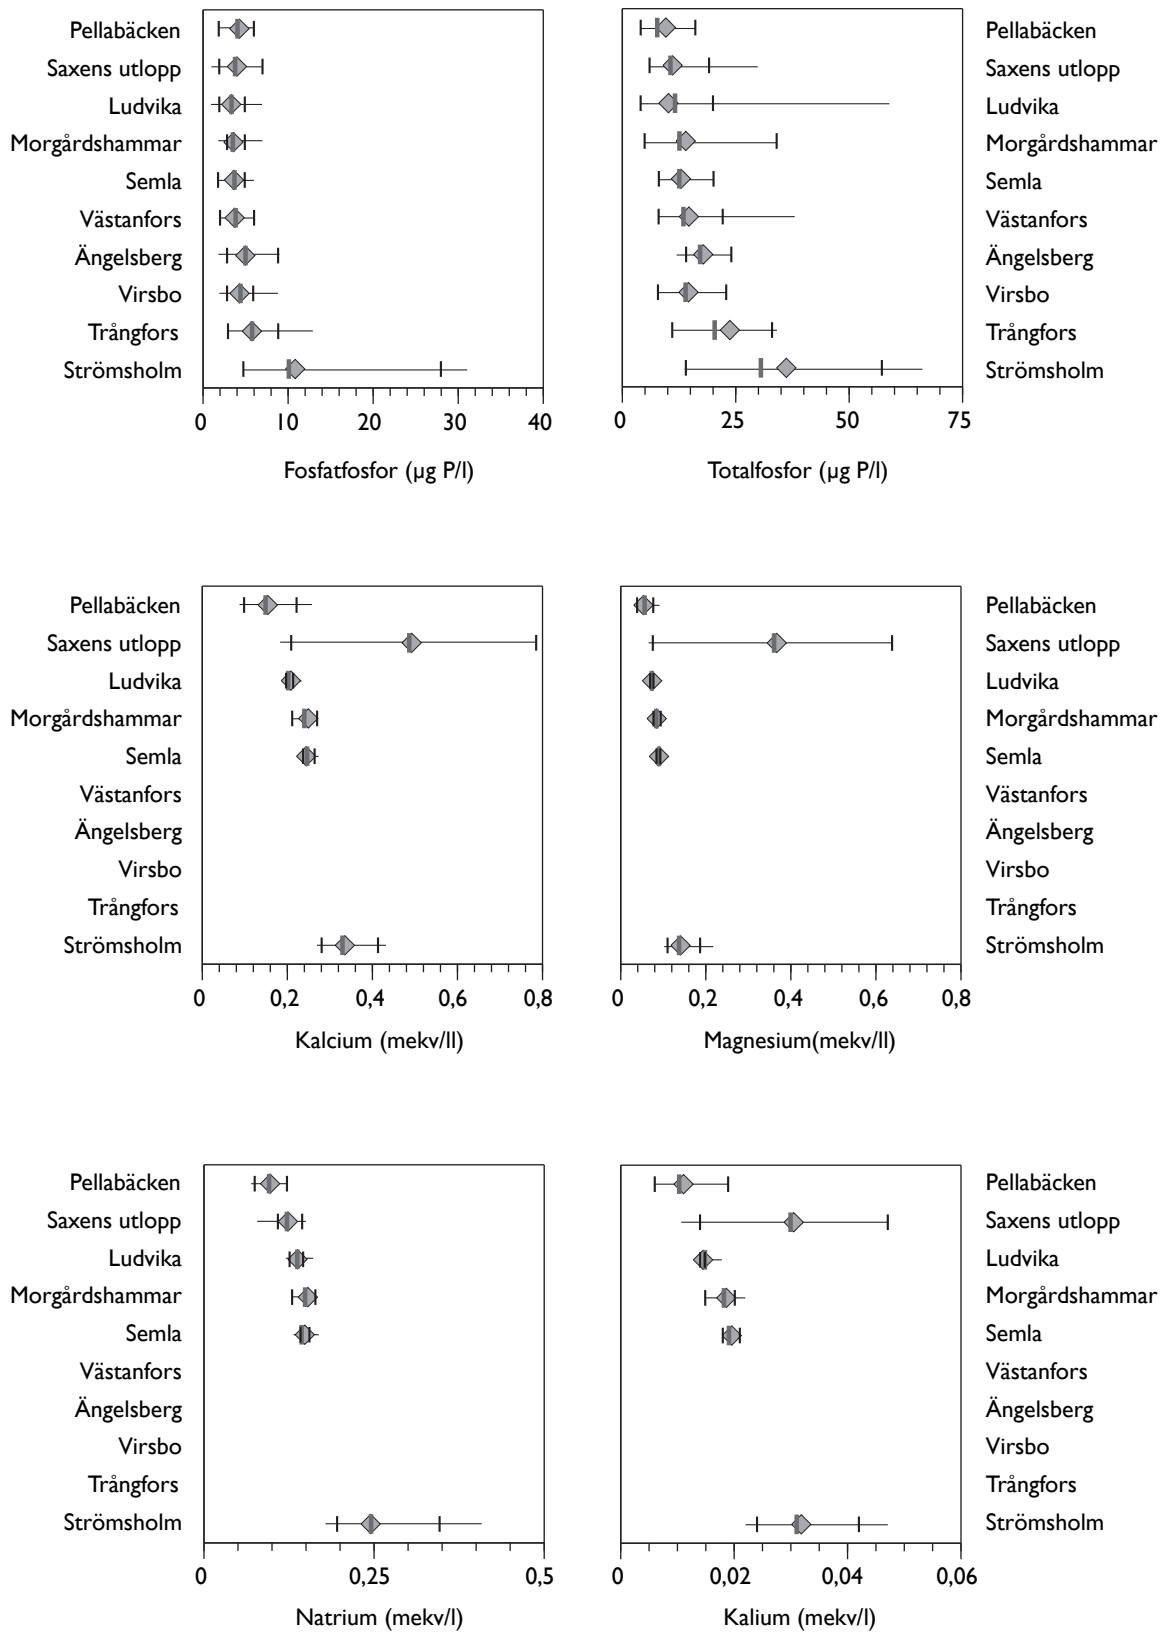 Pellabäcken Pellabäcken
Saxens utlopp Saxens utlopp
Ludvika Ludvika
Morgårdshammar Morgårdshammar
Semla Semla
Västanfors Västanfors
Ängelsberg Ängelsberg
Virsbo Virsbo
Trångfors Trångfors
Strömsholm Strömsholm
0 10 20 30 40 0 25 50 75
Fosfatfosfor (µg P/l) Totalfosfor (µg P/l)
Pellabäcken Pellabäcken
Saxens utlopp Saxens utlopp
Ludvika Ludvika
Morgårdshammar Morgårdshammar
Semla Semla
Västanfors Västanfors
Ängelsberg Ängelsberg
Virsbo Virsbo
Trångfors Trångfors
Strömsholm Strömsholm
0 0,2 0,4 0,6 0,8 0 0,2 0,4 0,6 0,8
Kalcium (mekv/ll) Magnesium(mekv/ll)
Pellabäcken Pellabäcken
Saxens utlopp Saxens utlopp
Ludvika Ludvika
Morgårdshammar Morgårdshammar
Semla Semla
Västanfors Västanfors
Ängelsberg Ängelsberg
Virsbo Virsbo
Trångfors Trångfors
Strömsholm Strömsholm
0 0,25 0,5 0 0,02 0,04 0,06
Natrium (mekv/l) Kalium (mekv/l)